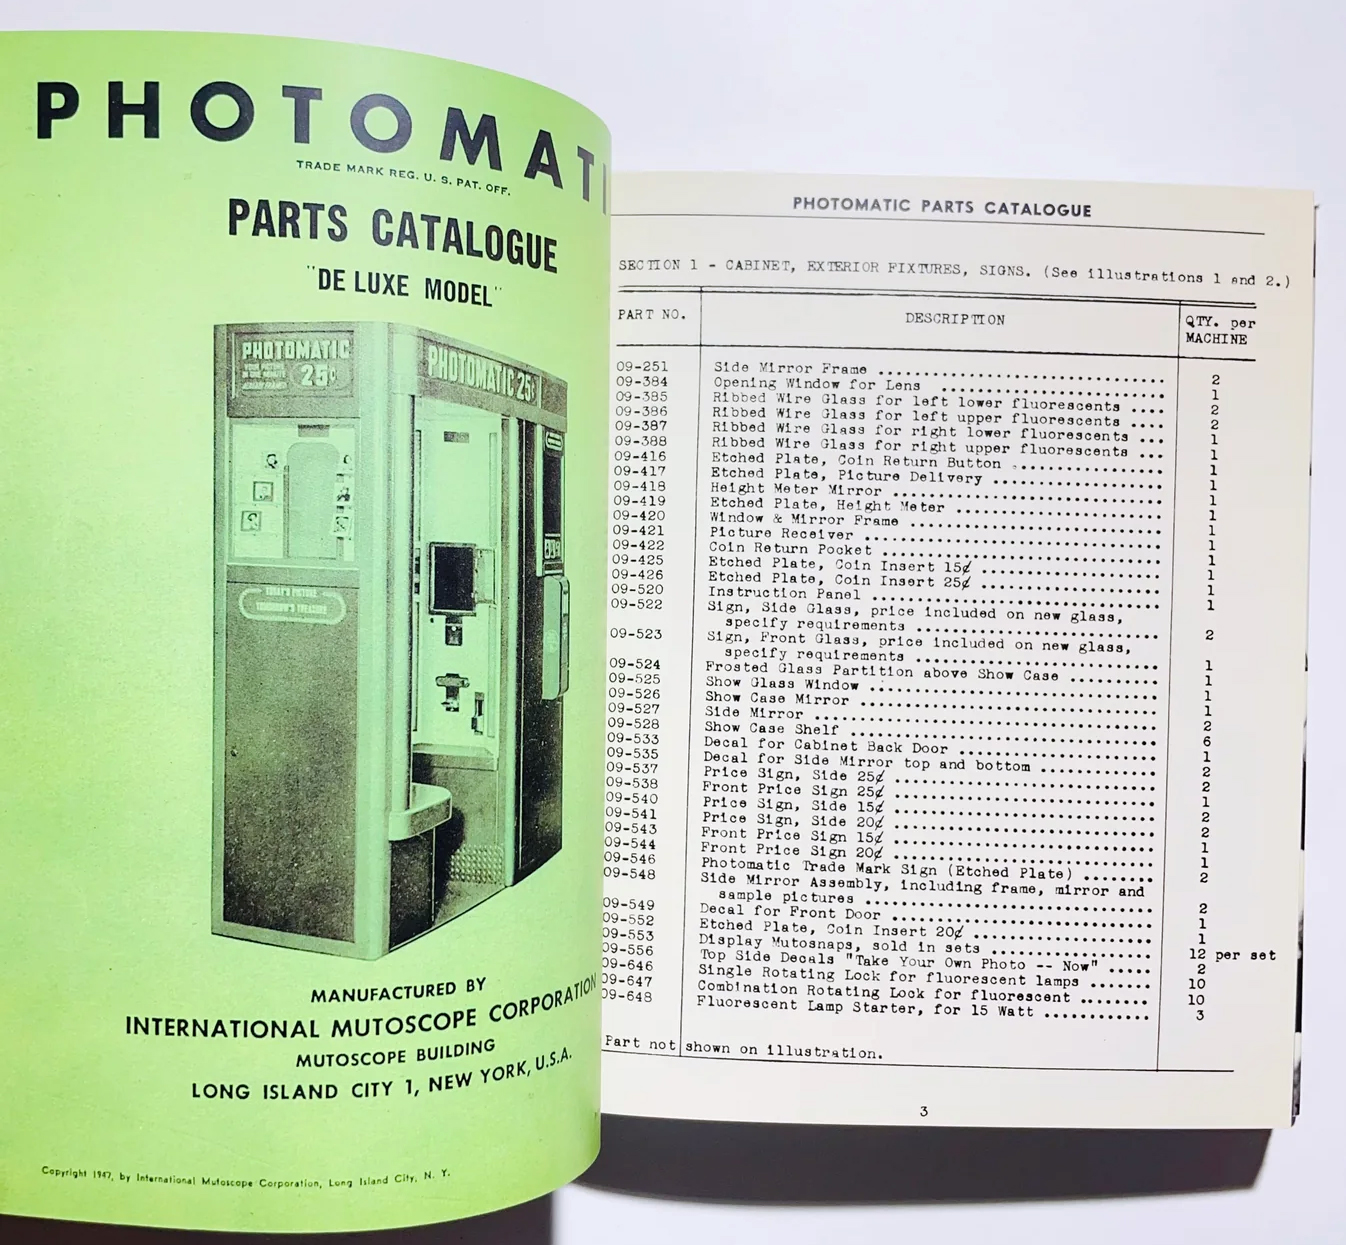 PHOTOMATI
TRADE MARK REG. U. S. PAT. OFF.
PARTS CATALOGUE
"DE LUXE MODEL"
PHOTOMATIC
25¢
PHOTOMATIC 25¢
TODAY'S PICTURE
TOMORROW'S TREASURE
MANUFACTURED BY
INTERNATIONAL MUTOSCOPE CORPORATION
MUTOSCOPE BUILDING
LONG ISLAND CITY 1, NEW YORK, U.S.A.
Copyright 1947, by International Mutoscope Corporation, Long Island City, N. Y.
PHOTOMATIC PARTS CATALOGUE
SECTION 1 - CABINET, EXTERIOR FIXTURES, SIGNS. (See illustrations 1 and 2.)
PART NO. DESCRIPTION QTY. per MACHINE
09-251 Side Mirror Frame 2
09-384 Opening Window for Lens 1
09-385 Ribbed Wire Glass for left lower fluorescents 2
09-386 Ribbed Wire Glass for left upper fluorescents 2
09-387 Ribbed Wire Glass for right lower fluorescents 1
09-388 Ribbed Wire Glass for right upper fluorescents 1
09-416 Etched Plate, Coin Return Button 1
09-417 Etched Plate, Picture Delivery 1
09-418 Height Meter Mirror 1
09-419 Etched Plate, Height Meter 1
09-420 Window & Mirror Frame 1
09-421 Picture Receiver 1
09-422 Coin Return Pocket 1
09-425 Etched Plate, Coin Insert 15¢ 1
09-426 Etched Plate, Coin Insert 25¢ 1
09-520 Instruction Panel 1
09-522 Sign, Side Glass, price included on new glass,
specify requirements 2
09-523 Sign, Front Glass, price included on new glass,
specify requirements 1
09-524 Frosted Glass Partition above Show Case 1
09-525 Show Glass Window 1
09-526 Show Case Mirror 1
09-527 Side Mirror 2
09-528 Show Case Shelf 6
09-533 Decal for Cabinet Back Door 1
09-535 Decal for Side Mirror top and bottom 2
09-537 Price Sign, Side 25¢ 2
09-538 Front Price Sign 25¢ 1
09-540 Price Sign, Side 15¢ 2
09-541 Price Sign, Side 20¢ 2
09-543 Front Price Sign 15¢ 1
09-544 Front Price Sign 20¢ 1
09-546 Photomatic Trade Mark Sign (Etched Plate) 2
09-548 Side Mirror Assembly, including frame, mirror and
sample pictures 2
09-549 Decal for Front Door 1
09-552 Etched Plate, Coin Insert 20¢ 1
09-553 Display Mutosnaps, sold in sets 12 per set
09-556 Top Side Decals "Take Your Own Photo -- Now" 2
09-646 Single Rotating Lock for fluorescent lamps 10
09-647 Combination Rotating Lock for fluorescent 10
09-648 Fluorescent Lamp Starter, for 15 Watt 3
Part not shown on illustration.
3